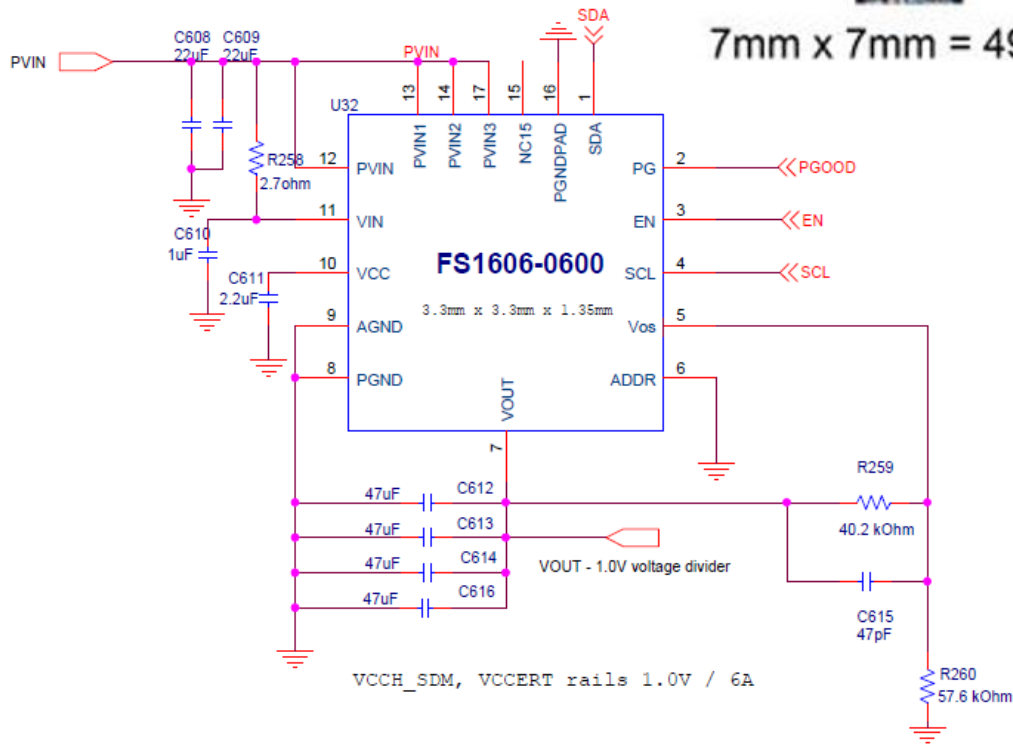 SDA
7mm x 7mm = 49
C608 C609
22uF 22uF
PVIN
PVIN
13
14
17
15
16
1
U32
PVIN1
PVIN2
PVIN3
NC15
PGNDPAD
SDA
R258
2.7ohm
12 PVIN
PG 2
PGOOD
11 VIN
EN 3
EN
C610
1uF
10 VCC
FS1606-0600
SCL 4
SCL
C611
2.2uF
3.3mm x 3.3mm x 1.35mm
9 AGND
Vos 5
8 PGND
ADDR 6
VOUT
7
R259
40.2 kOhm
47uF C612
47uF C613
47uF C614
47uF C616
VOUT - 1.0V voltage divider
C615
47pF
VCCH_SDM, VCCERT rails 1.0V / 6A
R260
57.6 kOhm